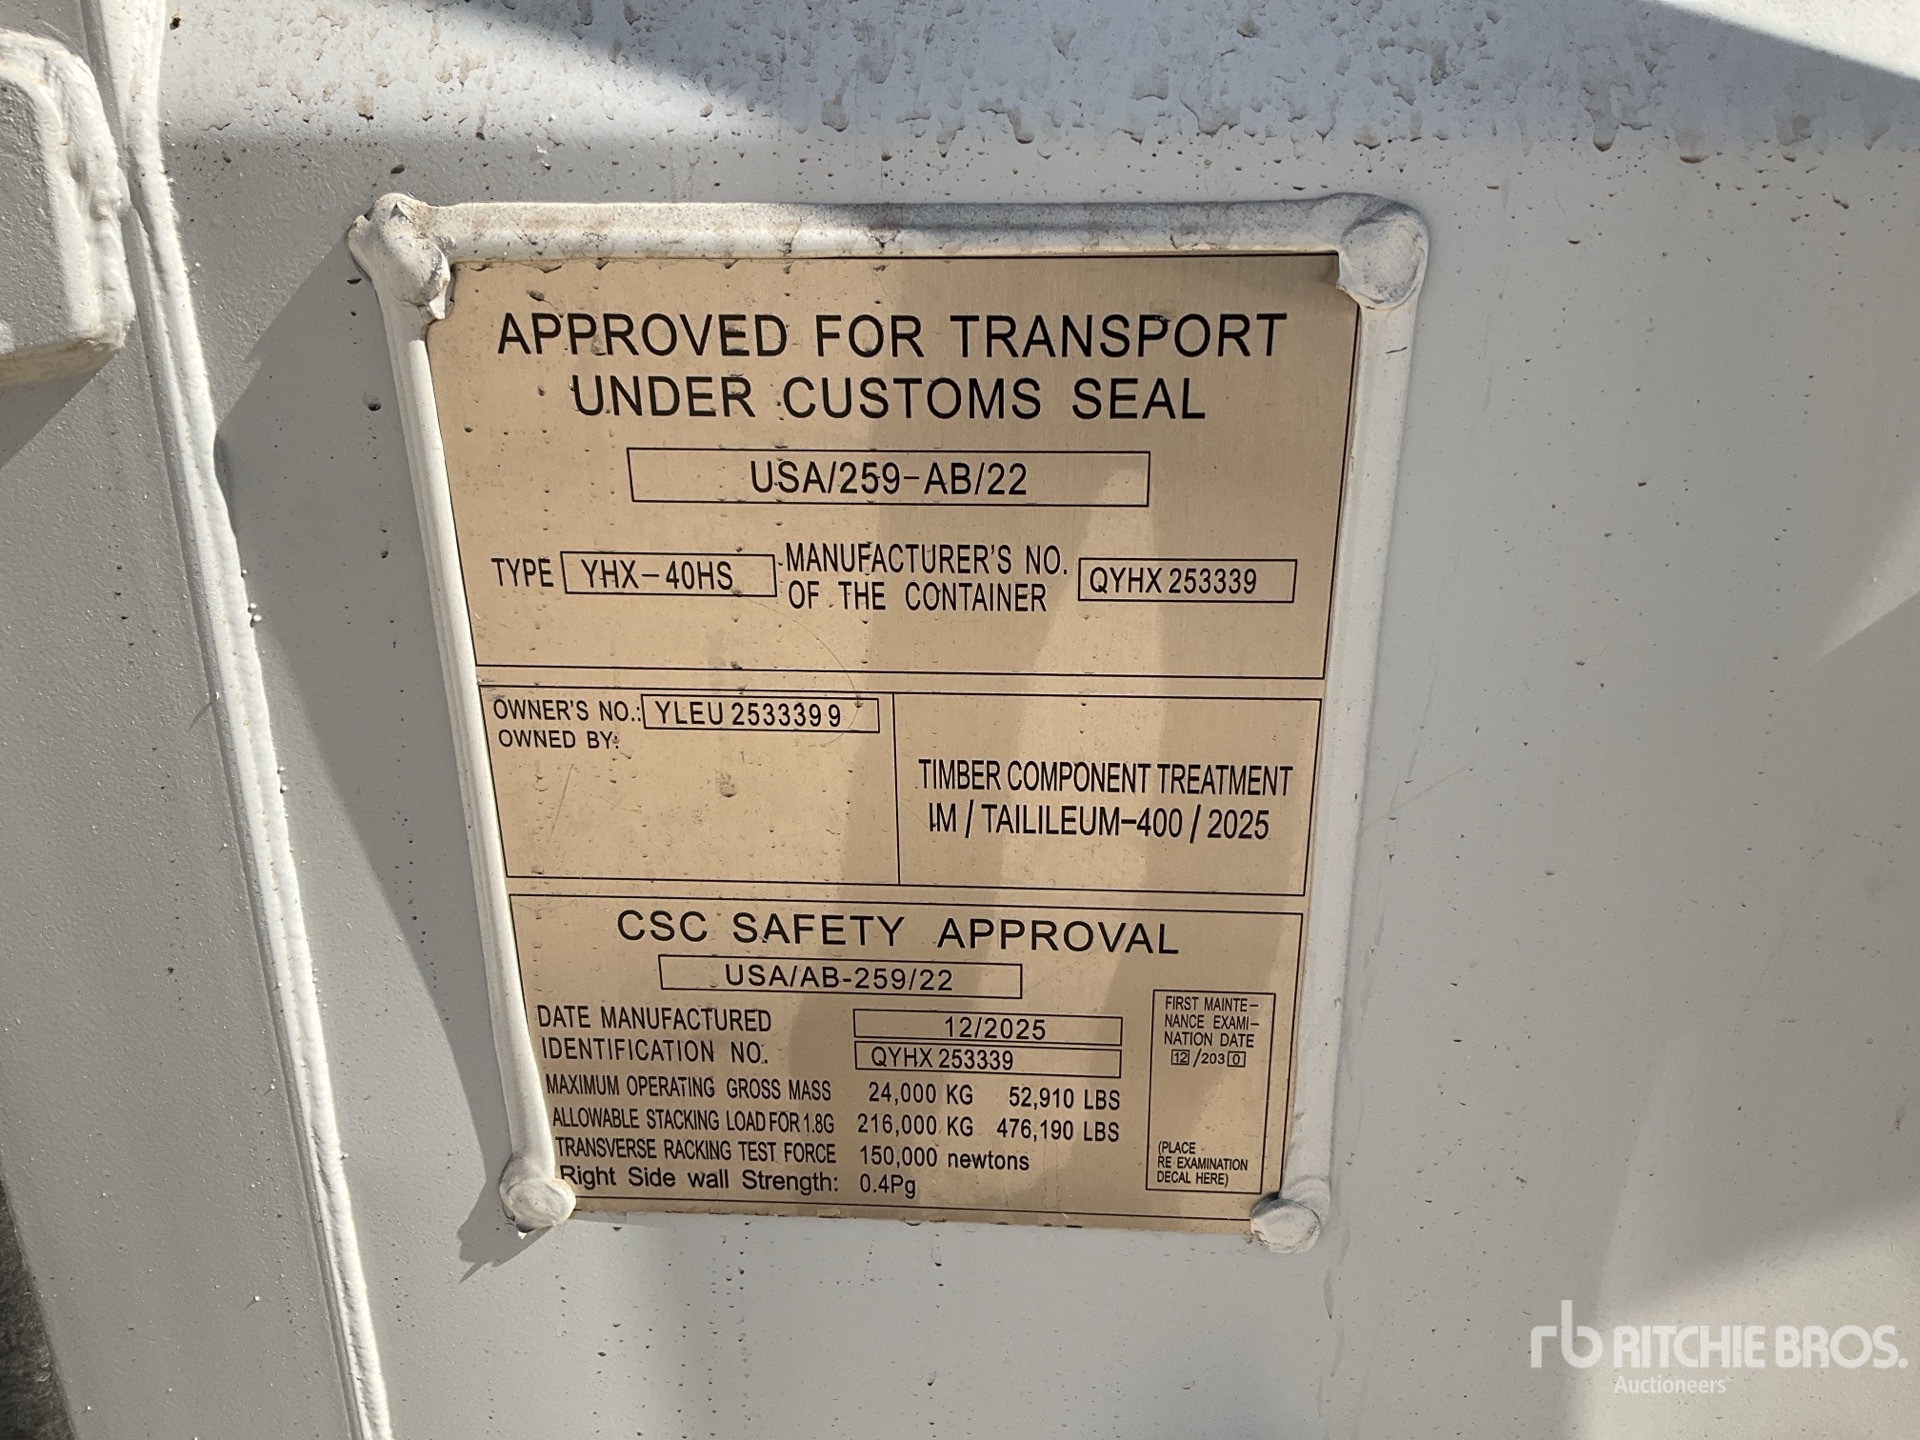 APPROVED FOR TRANSPORT
UNDER CUSTOMS SEAL
USA/259-AB/22
TYPE YHX-40HS MANUFACTURER'S NO. OF THE CONTAINER QYHX 253339
OWNER'S NO.: YLEU 253339 9
OWNED BY:
TIMBER COMPONENT TREATMENT
IM / TAILILEUM-400 / 2025
CSC SAFETY APPROVAL
USA/AB-259/22
DATE MANUFACTURED 12/2025
IDENTIFICATION NO. QYHX 253339
MAXIMUM OPERATING GROSS MASS 24,000 KG 52,910 LBS
ALLOWABLE STACKING LOAD FOR 1.8G 216,000 KG 476,190 LBS
TRANSVERSE RACKING TEST FORCE 150,000 newtons
Right Side wall Strength: 0.4Pg
FIRST MAINTE-
NANCE EXAMI-
NATION DATE
12/2030
(PLACE
RE EXAMINATION
DECAL HERE)
rb RITCHIE BROS.
Auctioneers